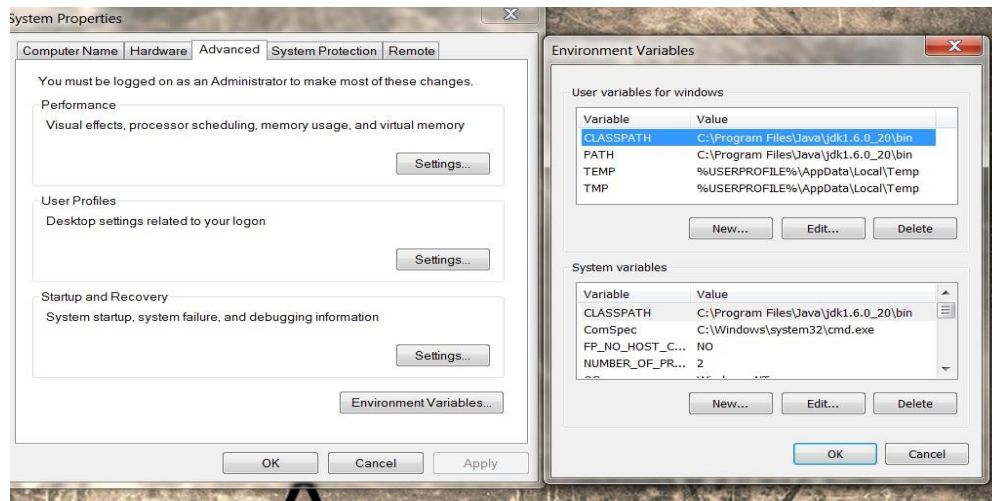 System Properties
Computer Name Hardware Advanced System Protection Remote
You must be logged on as an Administrator to make most of these changes.
Performance
Visual effects, processor scheduling, memory usage, and virtual memory
Settings...
User Profiles
Desktop settings related to your logon
Settings...
Startup and Recovery
System startup, system failure, and debugging information
Settings...
Environment Variables...
OK Cancel Apply
Environment Variables
User variables for windows
Variable Value
CLASSPATH C:\Program Files\Java\jdk1.6.0_20\bin
PATH C:\Program Files\Java\jdk1.6.0_20\bin
TEMP %USERPROFILE%\AppData\Local\Temp
TMP %USERPROFILE%\AppData\Local\Temp
New... Edit... Delete
System variables
Variable Value
CLASSPATH C:\Program Files\Java\jdk1.6.0_20\bin
ComSpec C:\Windows\system32\cmd.exe
FP_NO_HOST_C... NO
NUMBER_OF_PR... 2
New... Edit... Delete
OK Cancel